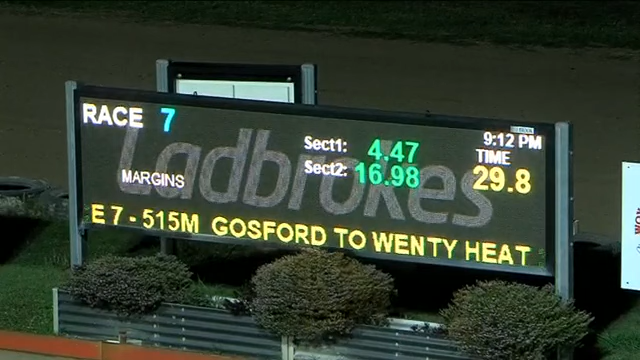 RACE 7
9:12 PM
Sect1: 4.47
TIME
Sect2: 16.98
29.8
MARGINS
Ladbrokes
E 7 - 515M GOSFORD TO WENTY HEAT